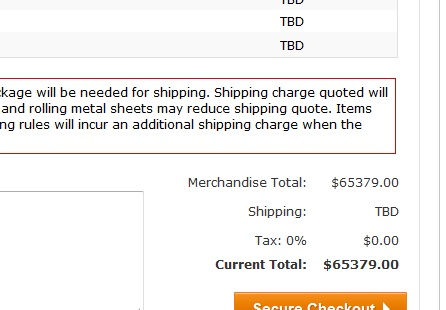 TBD
TBD
TBD
ckage will be needed for shipping. Shipping charge quoted will
and rolling metal sheets may reduce shipping quote. Items
ng rules will incur an additional shipping charge when the
Merchandise Total: $65379.00
Shipping: TBD
Tax: 0% $0.00
Current Total: $65379.00
Secure Checkout